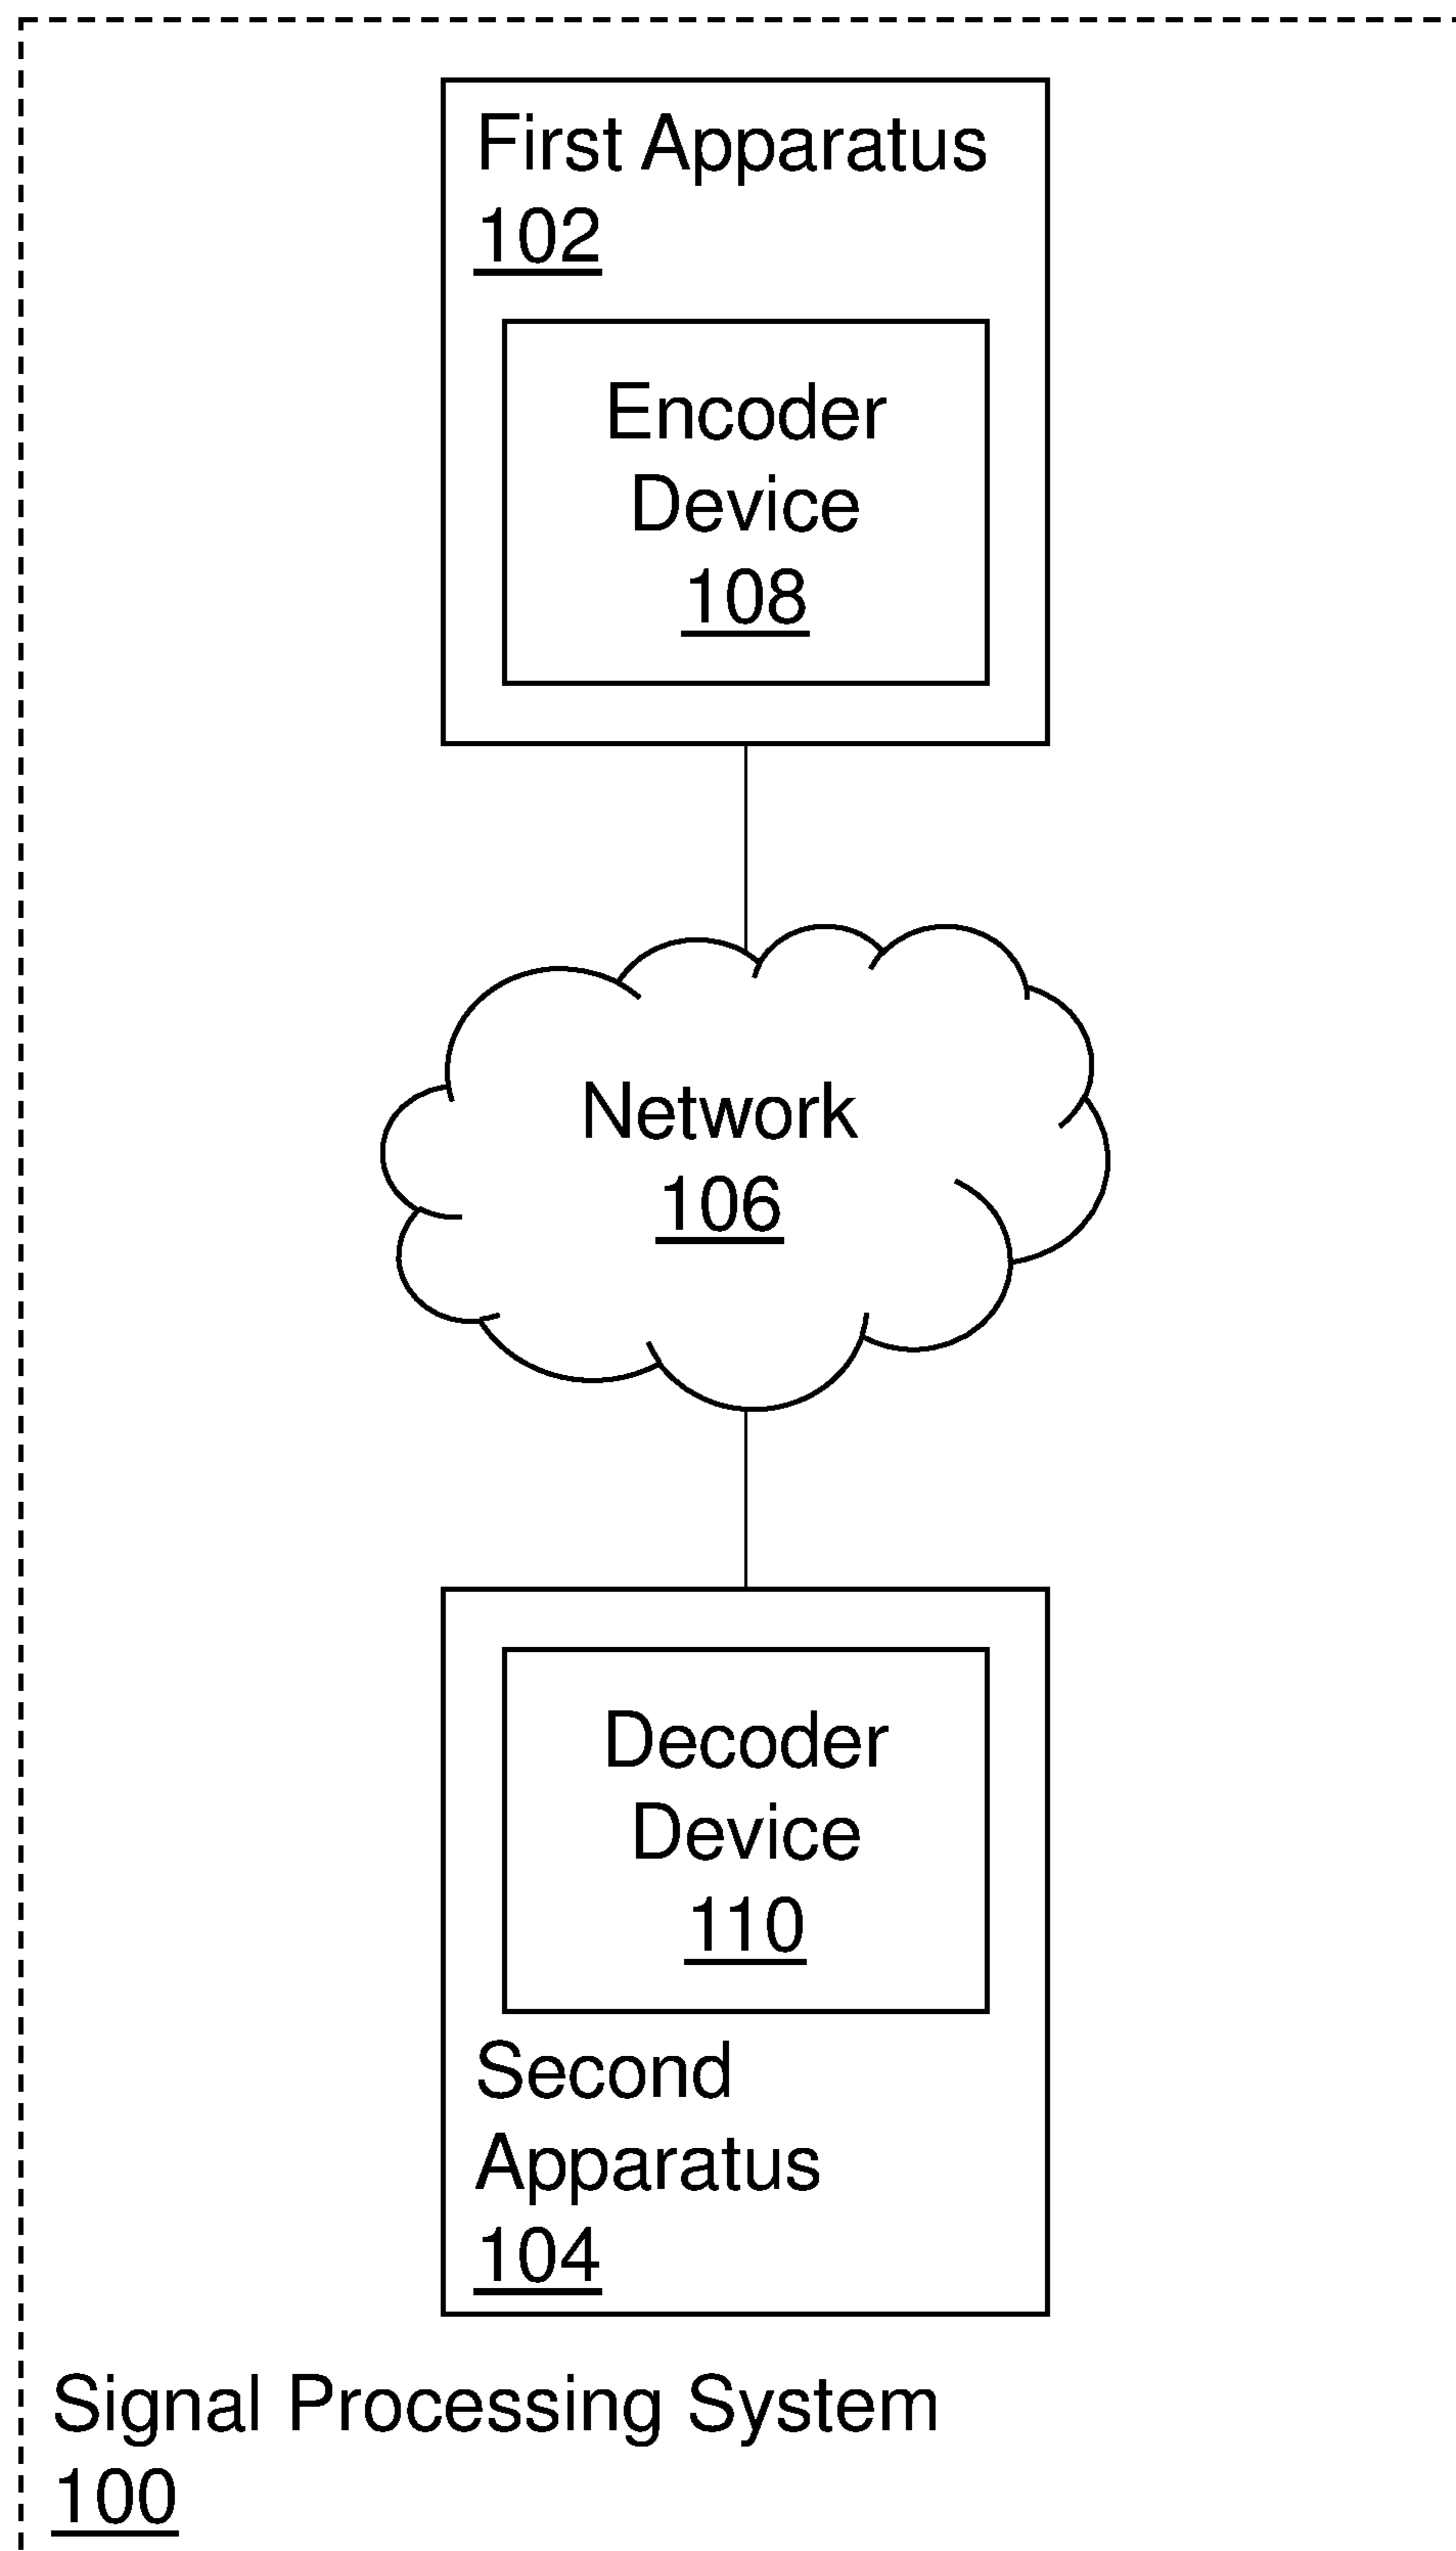 First Apparatus
102
Encoder
Device
108
Network
106
Decoder
Device
110
Second
Apparatus
104
Signal Processing System
100